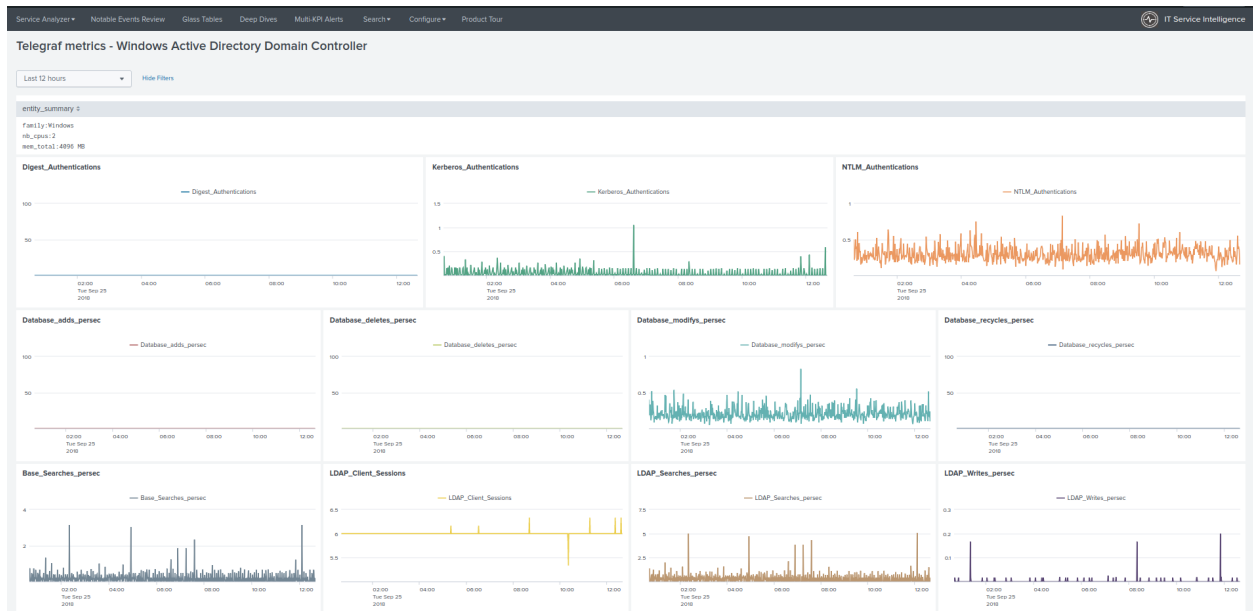 Service Analyzer▾ Notable Events Review Glass Tables Deep Dives Multi-KPI Alerts Search▾ Configure▾ Product Tour IT Service Intelligence
Telegraf metrics - Windows Active Directory Domain Controller
Last 12 hours ▾ Hide Filters
entity_summary
family:Windows
nb_cpus:2
mem_total:4096 MB
Digest_Authentications
Digest_Authentications
100
50
02:00 04:00 06:00 08:00 10:00 12:00
Tue Sep 25
2018
Kerberos_Authentications
Kerberos_Authentications
1.5
1
0.5
02:00 04:00 06:00 08:00 10:00 12:00
Tue Sep 25
2018
NTLM_Authentications
NTLM_Authentications
1
0.5
02:00 04:00 06:00 08:00 10:00 12:00
Tue Sep 25
2018
Database_adds_persec
Database_adds_persec
100
50
02:00 04:00 06:00 08:00 10:00 12:00
Tue Sep 25
2018
Database_deletes_persec
Database_deletes_persec
100
50
02:00 04:00 06:00 08:00 10:00 12:00
Tue Sep 25
2018
Database_modifys_persec
Database_modifys_persec
1
0.5
02:00 04:00 06:00 08:00 10:00 12:00
Tue Sep 25
2018
Database_recycles_persec
Database_recycles_persec
100
50
02:00 04:00 06:00 08:00 10:00 12:00
Tue Sep 25
2018
Base_Searches_persec
Base_Searches_persec
4
2
02:00 04:00 06:00 08:00 10:00 12:00
Tue Sep 25
2018
LDAP_Client_Sessions
LDAP_Client_Sessions
6.5
6
5.5
02:00 04:00 06:00 08:00 10:00 12:00
Tue Sep 25
2018
LDAP_Searches_persec
LDAP_Searches_persec
7.5
5
2.5
02:00 04:00 06:00 08:00 10:00 12:00
Tue Sep 25
2018
LDAP_Writes_persec
LDAP_Writes_persec
0.3
0.2
0.1
02:00 04:00 06:00 08:00 10:00 12:00
Tue Sep 25
2018